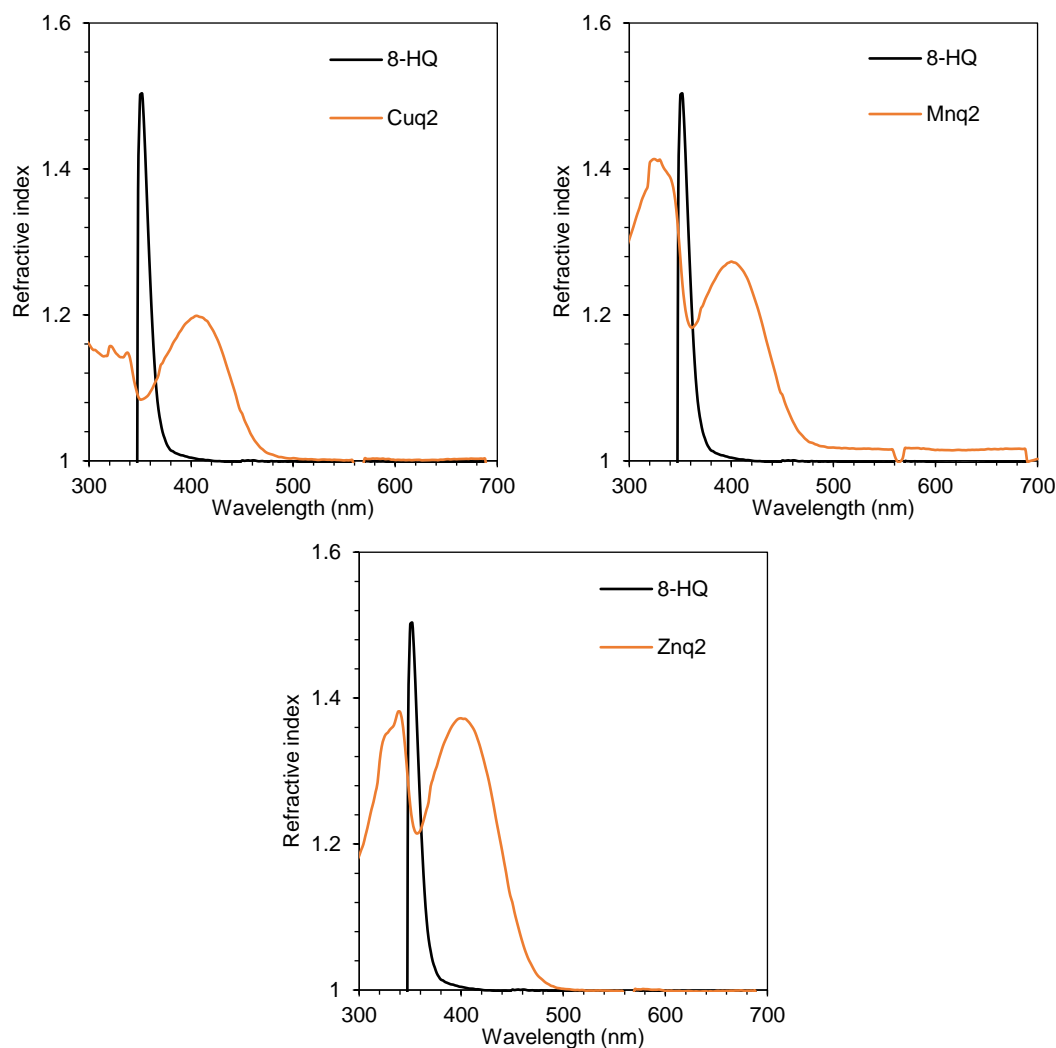 1.6
1.4
1.2
1
Refractive index
8-HQ
Cuq2
300 400 500 600 700
Wavelength (nm)
1.6
1.4
1.2
1
Refractive index
8-HQ
Mnq2
300 400 500 600 700
Wavelength (nm)
1.6
1.4
1.2
1
Refractive index
8-HQ
Znq2
300 400 500 600 700
Wavelength (nm)